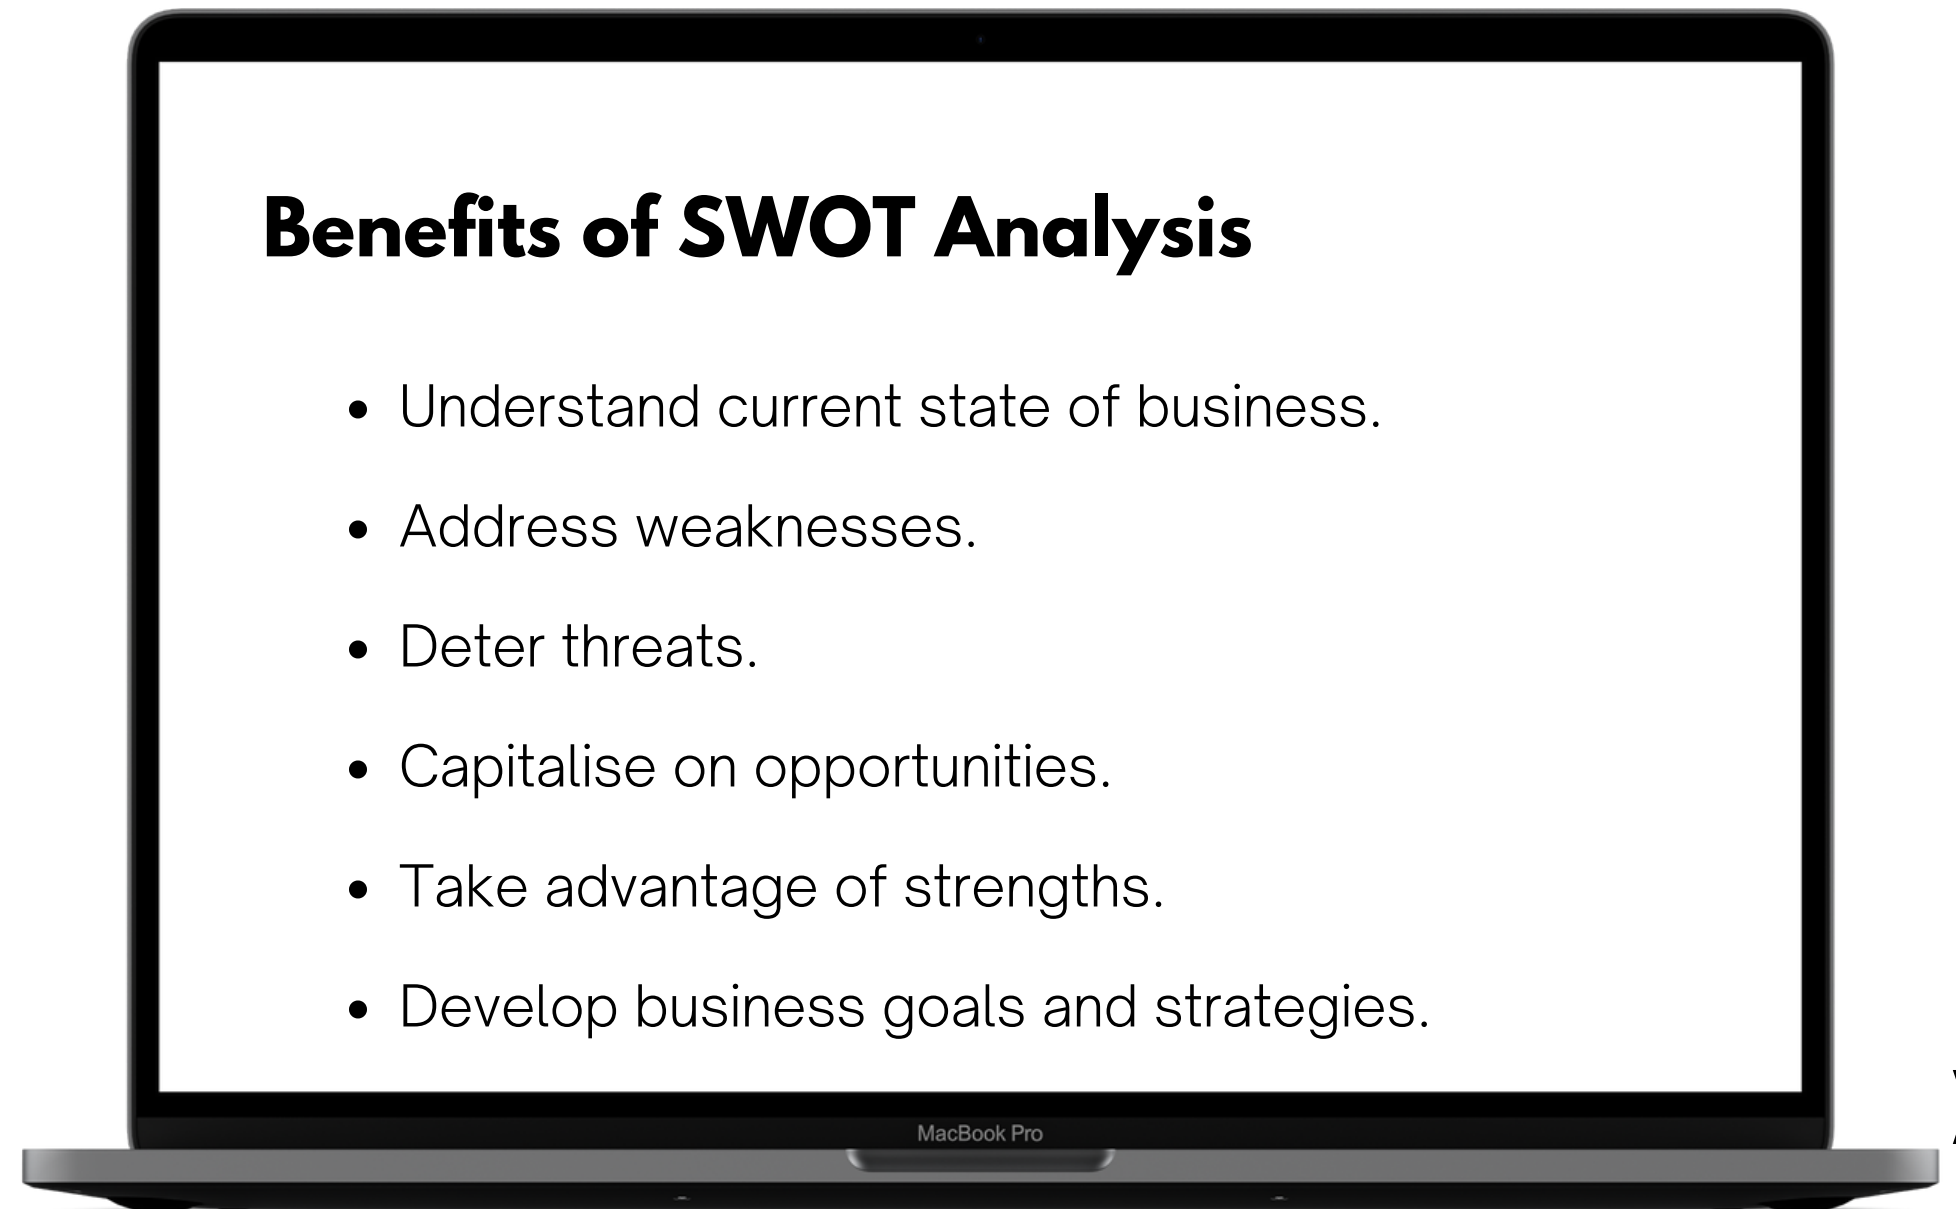 Benefits of SWOT Analysis
• Understand current state of business.
• Address weaknesses.
• Deter threats.
• Capitalise on opportunities.
• Take advantage of strengths.
• Develop business goals and strategies.
MacBook Pro